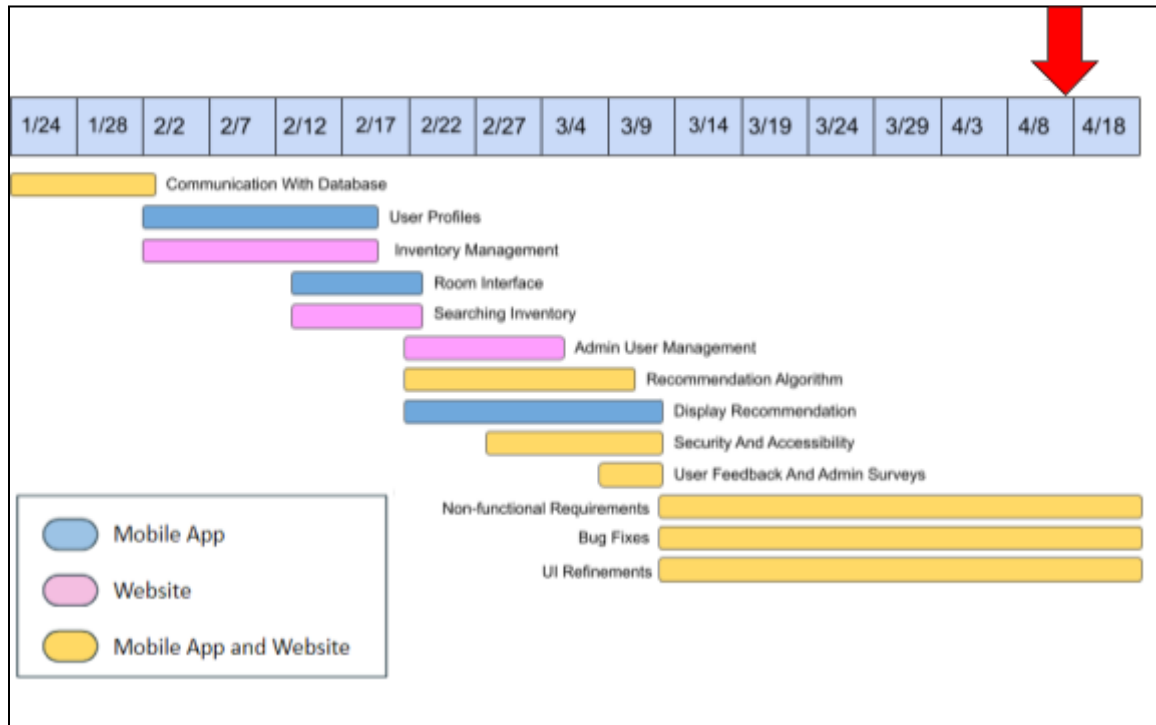 1/24 1/28 2/2 2/7 2/12 2/17 2/22 2/27 3/4 3/9 3/14 3/19 3/24 3/29 4/3 4/8 4/18
Communication With Database
User Profiles
Inventory Management
Room Interface
Searching Inventory
Admin User Management
Recommendation Algorithm
Display Recommendation
Security And Accessibility
User Feedback And Admin Surveys
Non-functional Requirements
Bug Fixes
UI Refinements
Mobile App
Website
Mobile App and Website